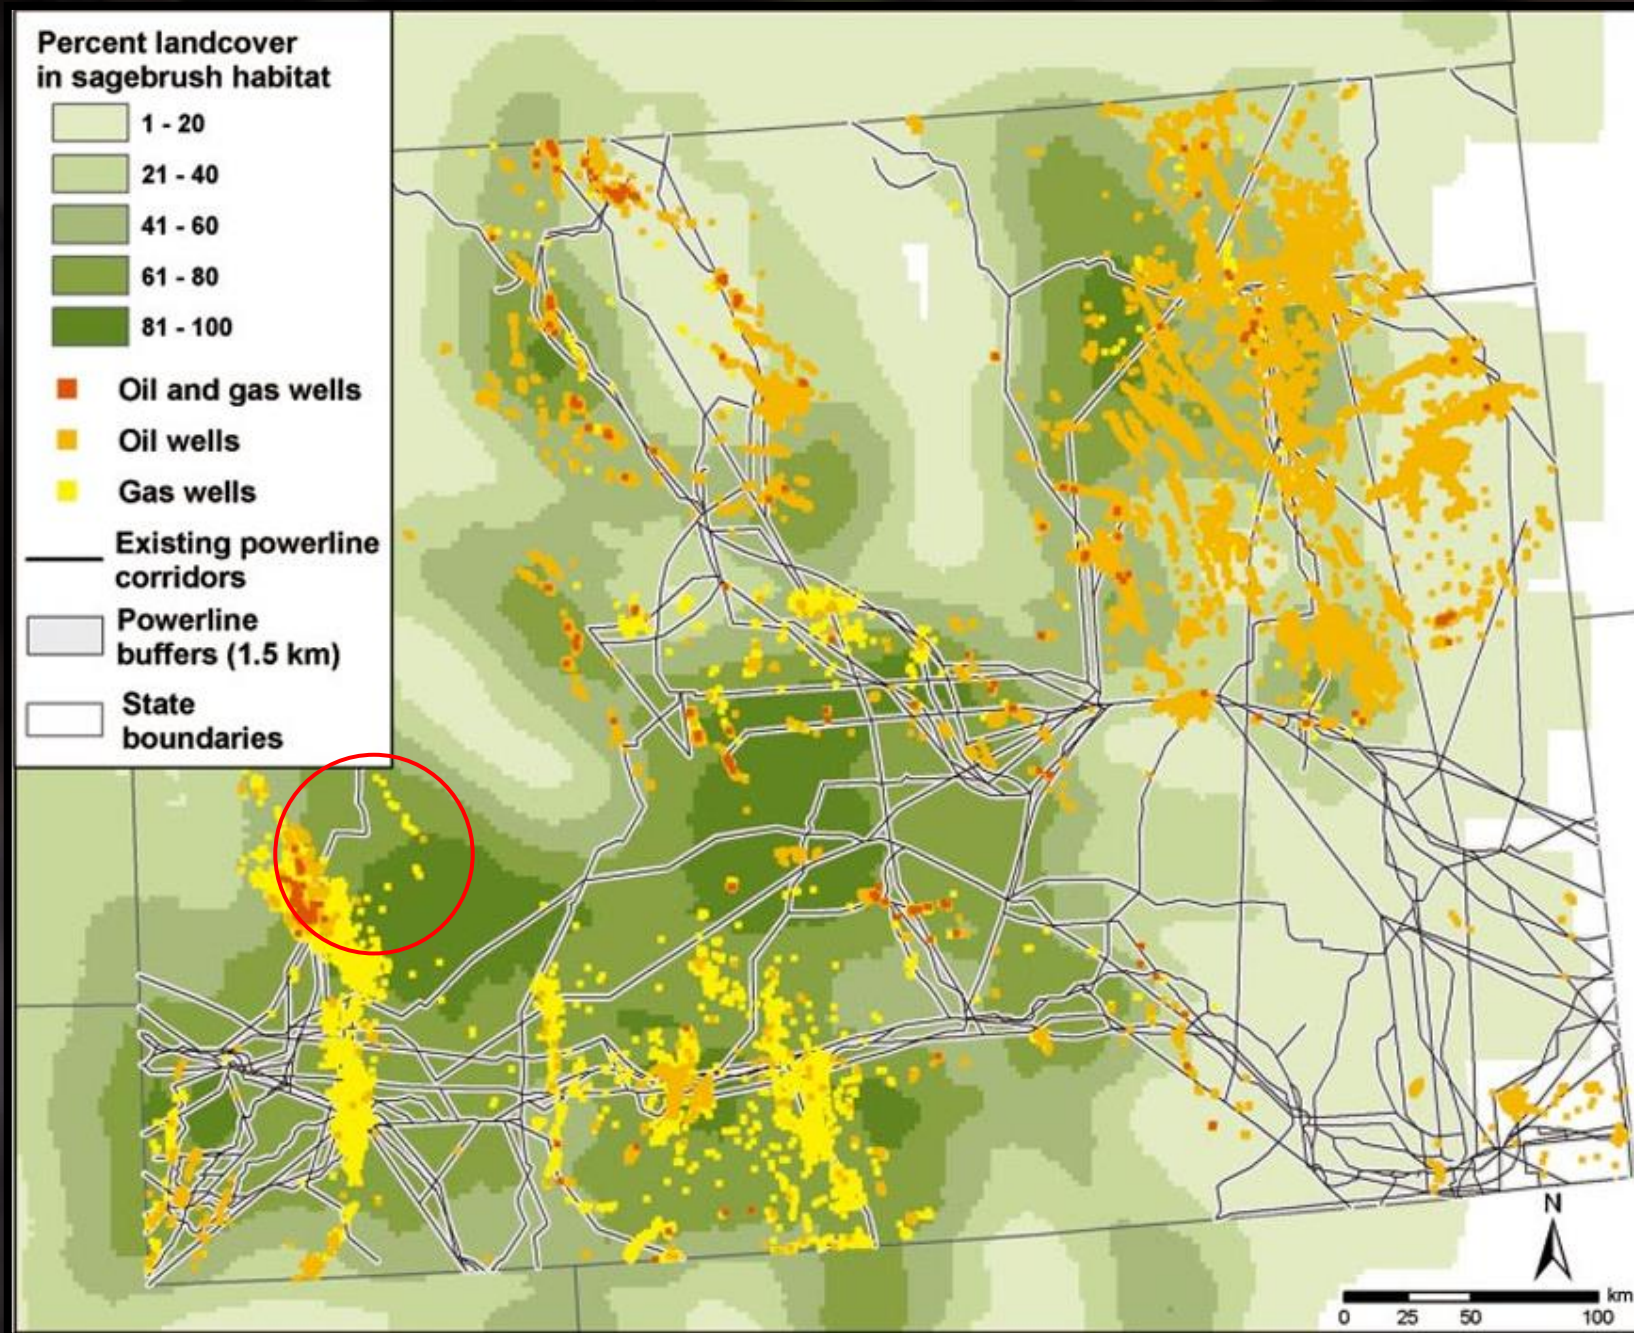 Percent landcover
in sagebrush habitat
1 - 20
21 - 40
41 - 60
61 - 80
81 - 100
Oil and gas wells
Oil wells
Gas wells
Existing powerline
corridors
Powerline
buffers (1.5 km)
State
boundaries
N
km
0 25 50 100